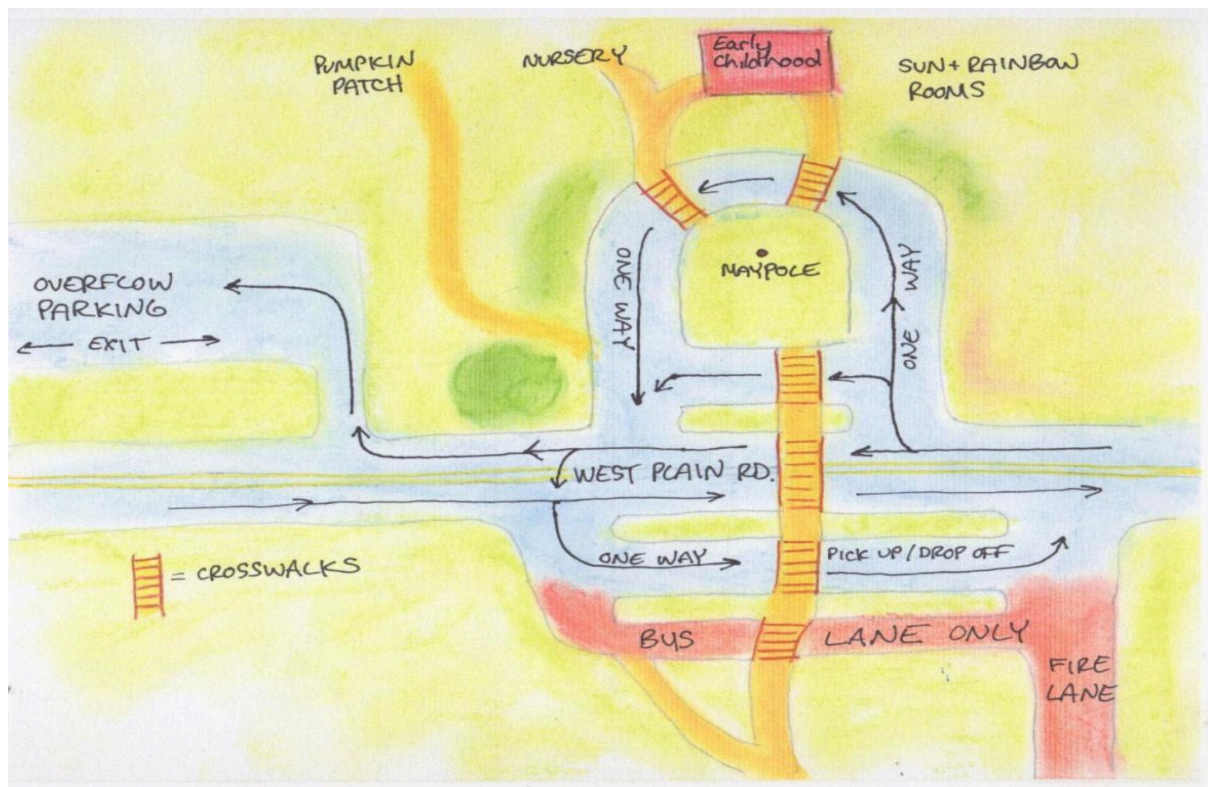 PUMPKIN
PATCH
NURSERY
Early
Childhood
SUN + RAINBOW
ROOMS
OVERFLOW
PARKING
EXIT
ONE WAY
MAYPOLE
ONE WAY
WEST PLAIN RD.
ONE WAY
PICK UP/DROP OFF
= CROSSWALKS
BUS LANE ONLY
FIRE
LANE